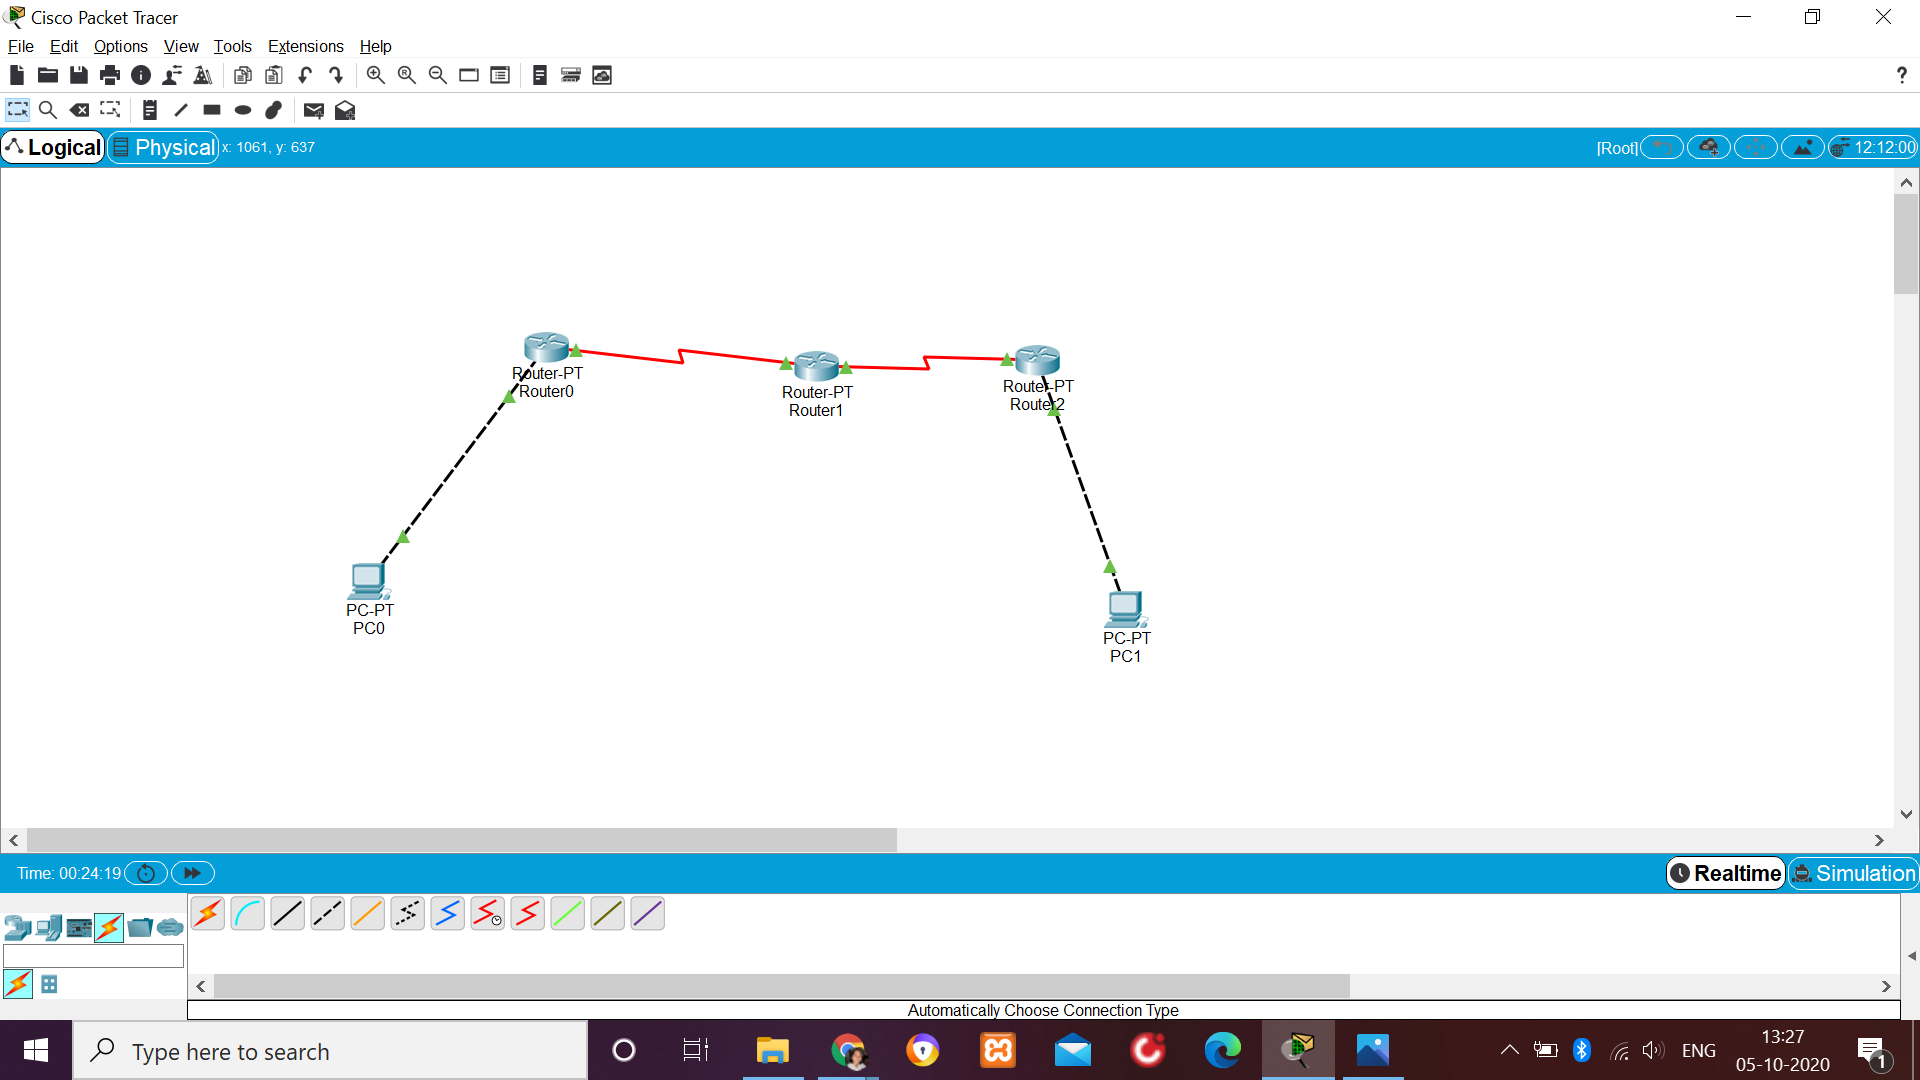 Cisco Packet Tracer
File Edit Options View Tools Extensions Help
?
Logical Physical x: 1061, y: 637 [Root] 12:12:00
Router-PT
Router0
Router-PT
Router1
Router-PT
Router2
PC-PT
PC0
PC-PT
PC1
Time: 00:24:19 Realtime Simulation
Automatically Choose Connection Type
Type here to search
ENG
13:27
05-10-2020
1